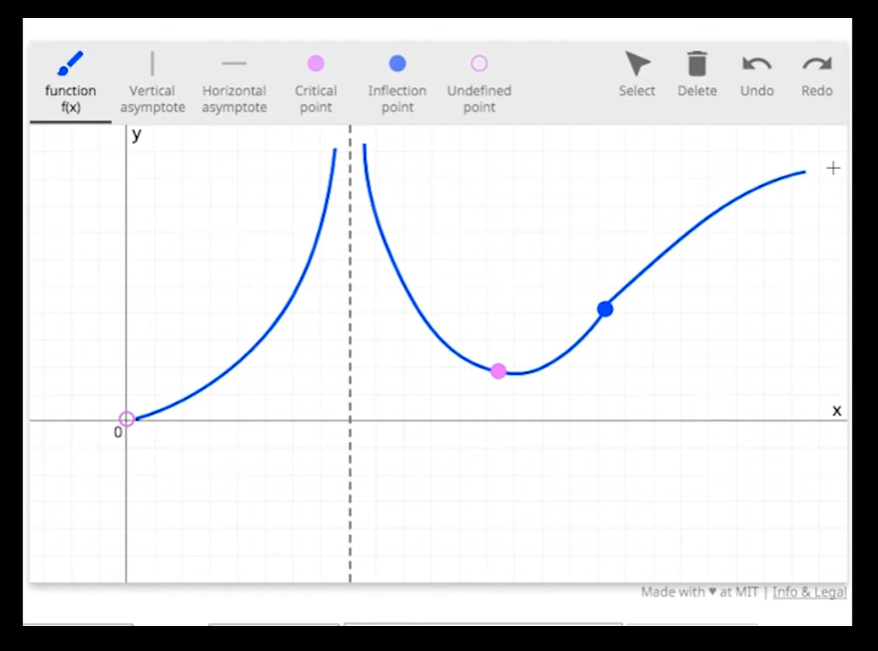 function
f(x)
Vertical
asymptote
Horizontal
asymptote
Critical
point
Inflection
point
Undefined
point
Select
Delete
Undo
Redo
y
x
0
Made with ♥ at MIT | Info & Legal